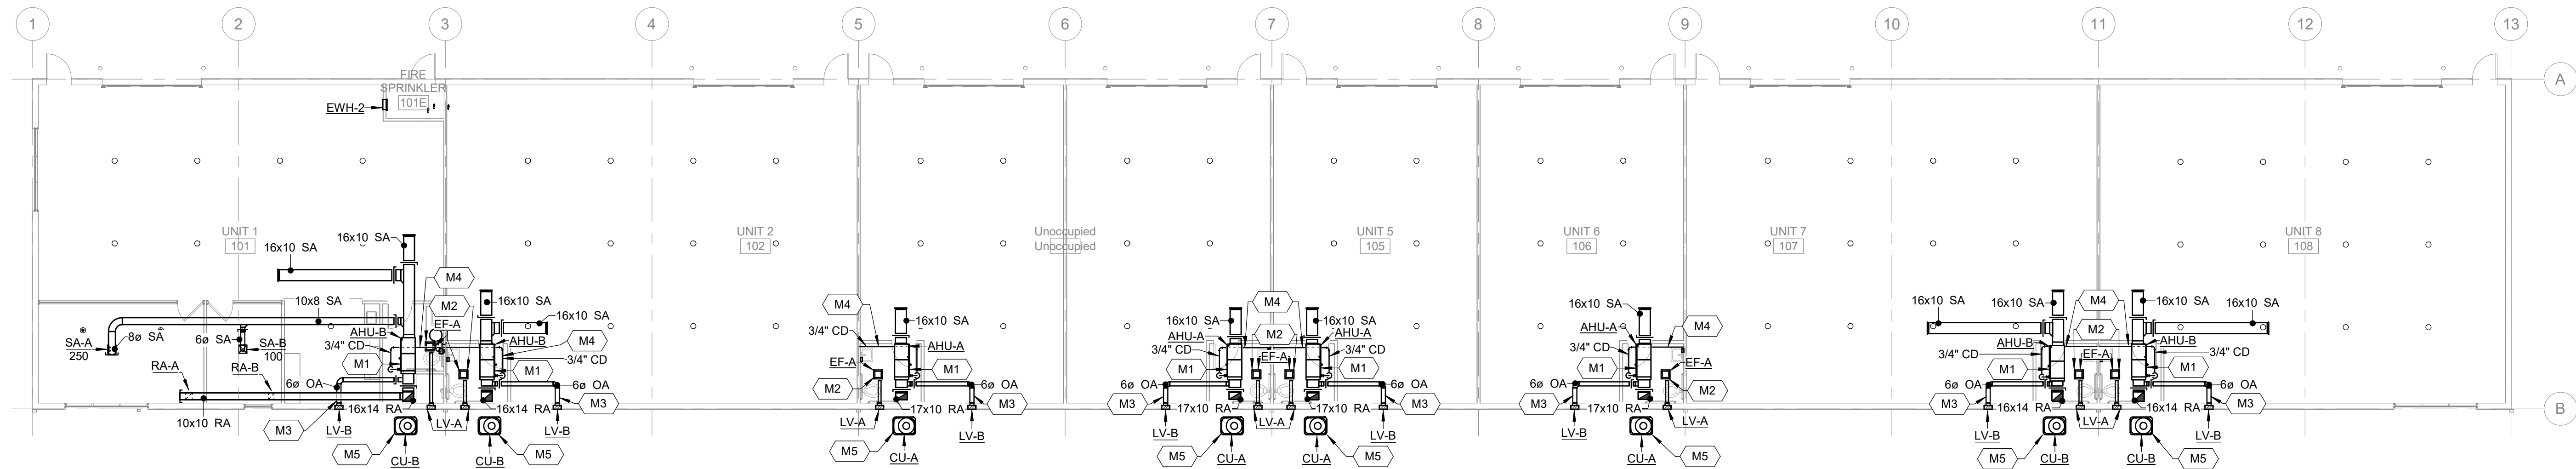 1
2
3
4
5
6
7
8
9
10
11
12
13
A
FIRE
SPRINKLER
101E
EWH-2
UNIT 1
101
UNIT 2
102
Unoccupied
Unoccupied
UNIT 5
105
UNIT 6
106
UNIT 7
107
UNIT 8
108
16x10 SA
16x10 SA
10x8 SA
SA-A
250
8ø SA
6ø SA
SA-B
100
RA-A
RA-B
10x10 RA
AHU-B
3/4" CD
M1
6ø OA
M3
LV-B
16x14 RA
M5
CU-B
M4
M2
EF-A
LV-A
16x10 SA
16x10 SA
AHU-B
M4
3/4" CD
M1
6ø OA
M3
16x14 RA
LV-B
CU-B
M5
M4
3/4" CD
16x10 SA
AHU-A
EF-A
M1
M2
6ø OA
M3
17x10 RA
LV-A
LV-B
M5
CU-A
16x10 SA
AHU-A
3/4" CD
M1
6ø OA
M3
17x10 RA
LV-B
M5
CU-A
M4
M2
EF-A
LV-A
16x10 SA
AHU-A
3/4" CD
M1
6ø OA
M3
17x10 RA
LV-B
CU-A
M5
16x10 SA
AHU-A
M4
3/4" CD
M1
EF-A
6ø OA
M2
M3
17x10 RA
LV-B
LV-A
CU-A
M5
16x10 SA
16x10 SA
AHU-B
3/4" CD
M1
6ø OA
M3
16x14 RA
LV-B
M5
CU-B
M4
M2
EF-A
LV-A
16x10 SA
16x10 SA
AHU-B
3/4" CD
M1
6ø OA
M3
16x14 RA
LV-B
CU-B
M5
B